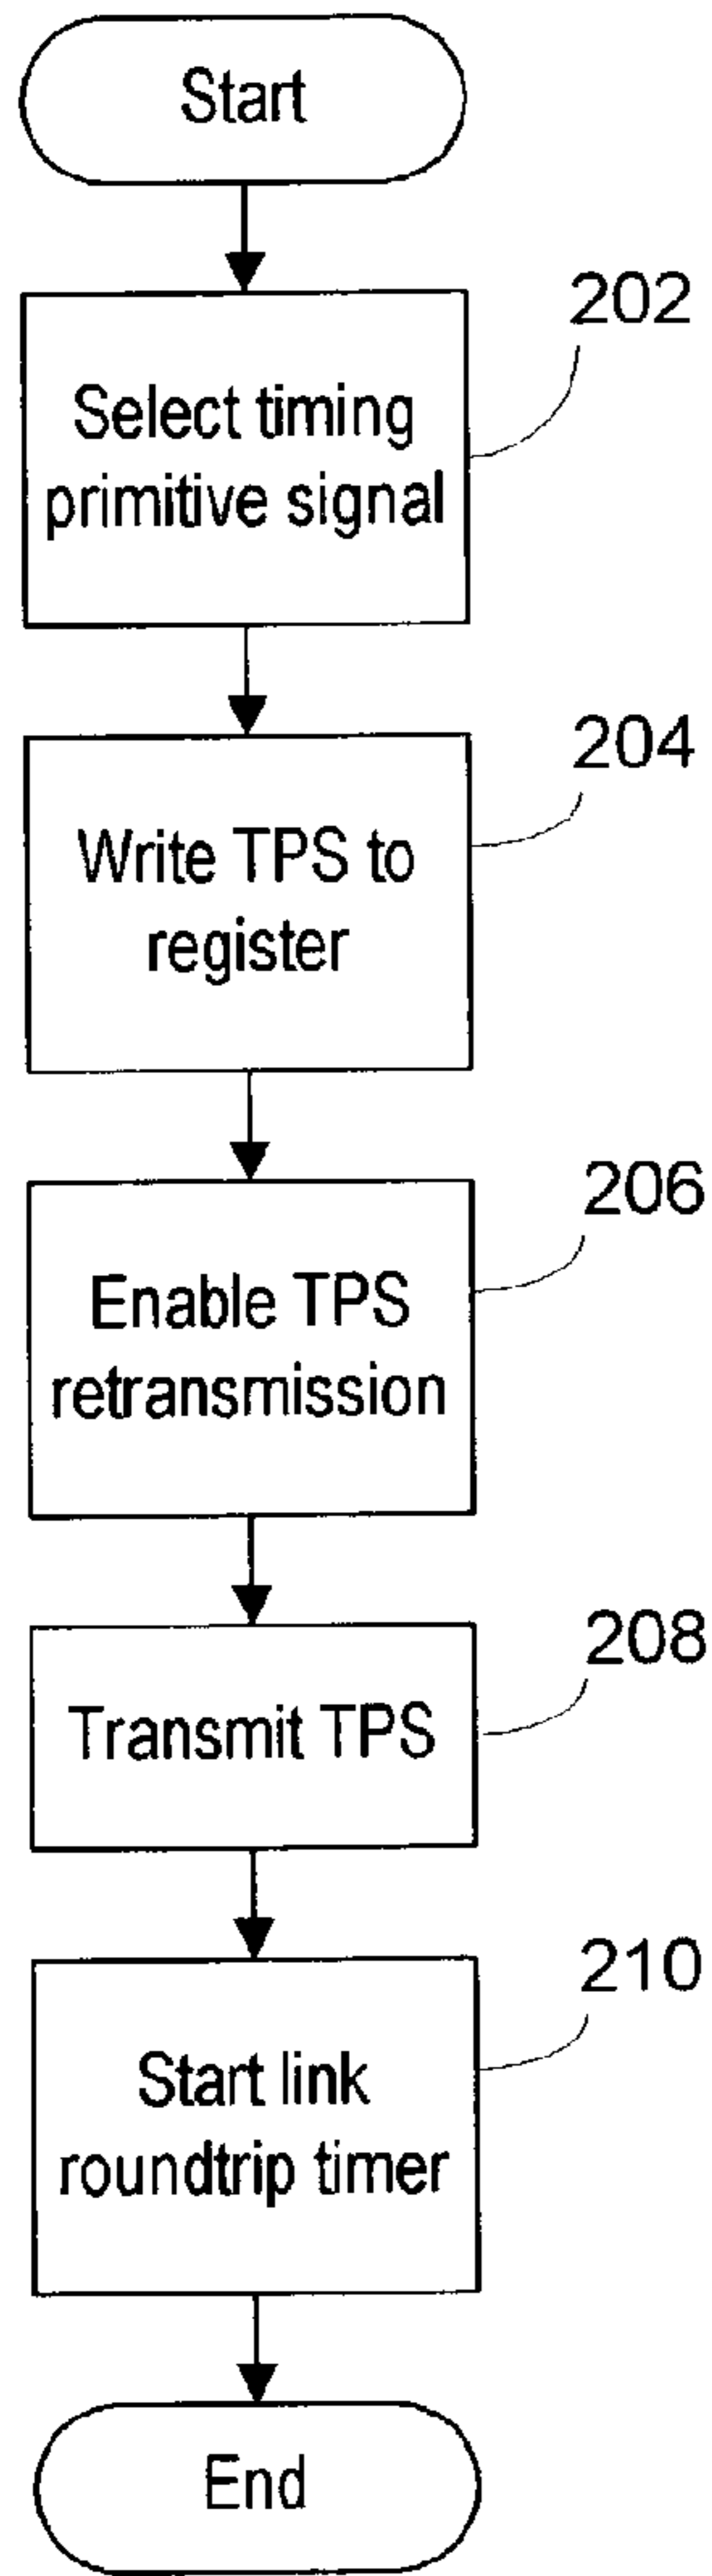 Start
202
Select timing
primitive signal
204
Write TPS to
register
206
Enable TPS
retransmission
208
Transmit TPS
210
Start link
roundtrip timer
End